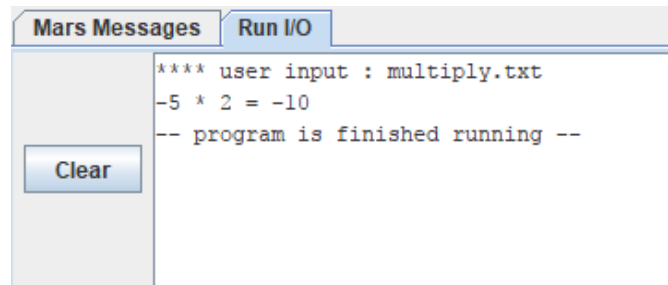 Mars Messages Run I/O
**** user input : multiply.txt
-5 * 2 = -10
-- program is finished running --
Clear